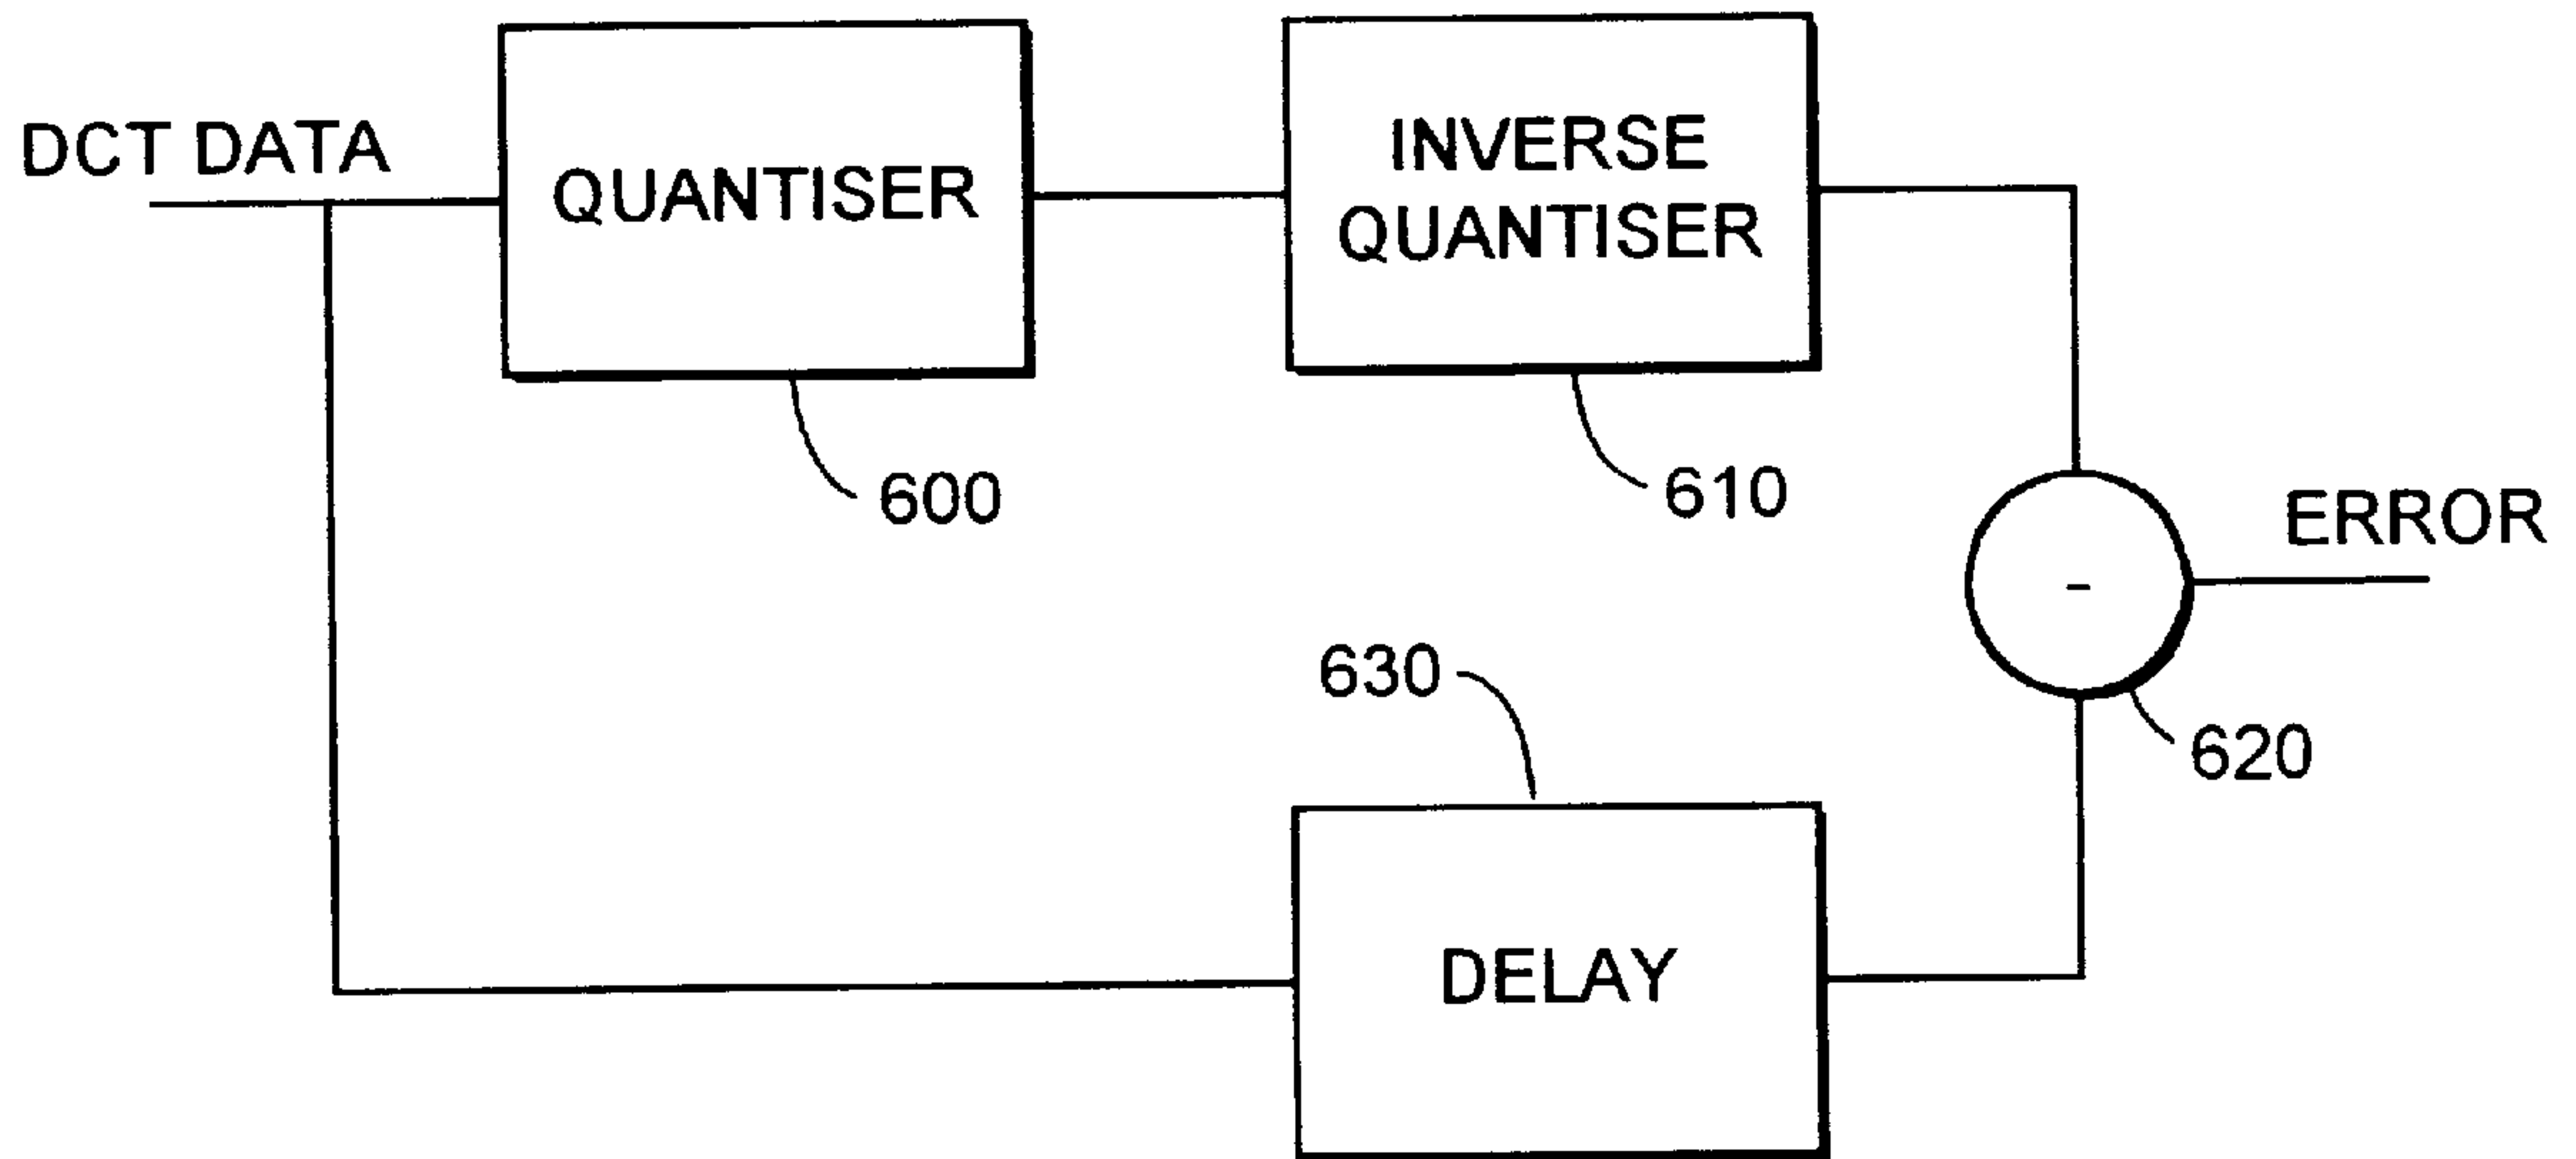 DCT DATA
QUANTISER
INVERSE
QUANTISER
600
610
ERROR
-
630
620
DELAY